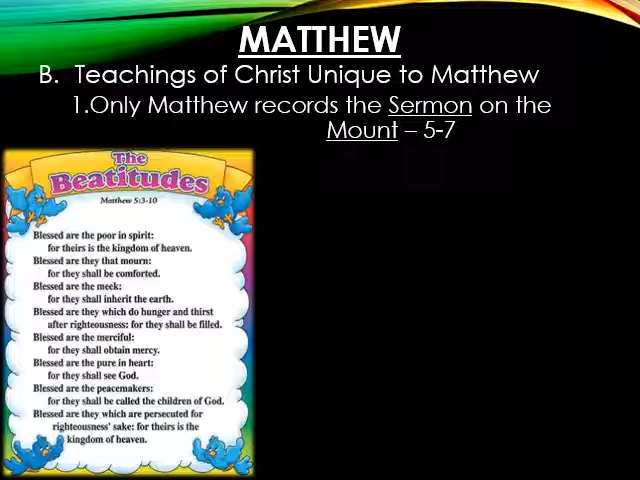 MATTHEW
B. Teachings of Christ Unique to Matthew
1.Only Matthew records the Sermon on the
Mount – 5-7
The
Beatitudes
Matthew 5:3-10
Blessed are the poor in spirit:
for theirs is the kingdom of heaven.
Blessed are they that mourn:
for they shall be comforted.
Blessed are the meek:
for they shall inherit the earth.
Blessed are they which do hunger and thirst
after righteousness: for they shall be filled.
Blessed are the merciful:
for they shall obtain mercy.
Blessed are the pure in heart:
for they shall see God.
Blessed are the peacemakers:
for they shall be called the children of God.
Blessed are they which are persecuted for
righteousness' sake: for theirs is the
kingdom of heaven.